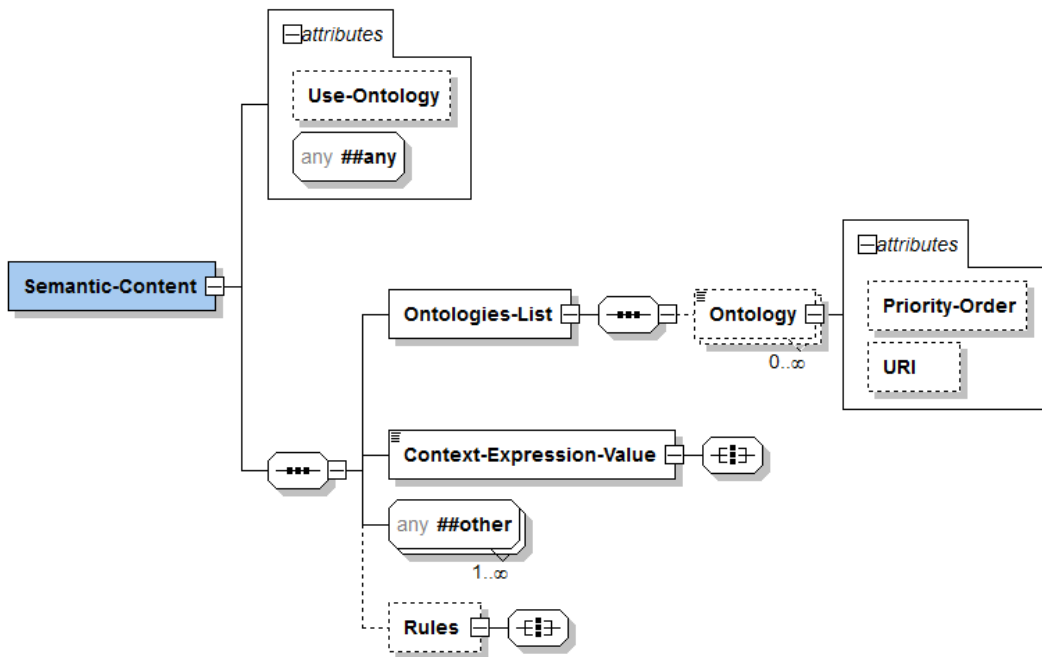 attributes
Use-Ontology
any ##any
Semantic-Content
attributes
Ontologies-List
Ontology
Priority-Order
0..∞
URI
Context-Expression-Value
any ##other
1..∞
Rules